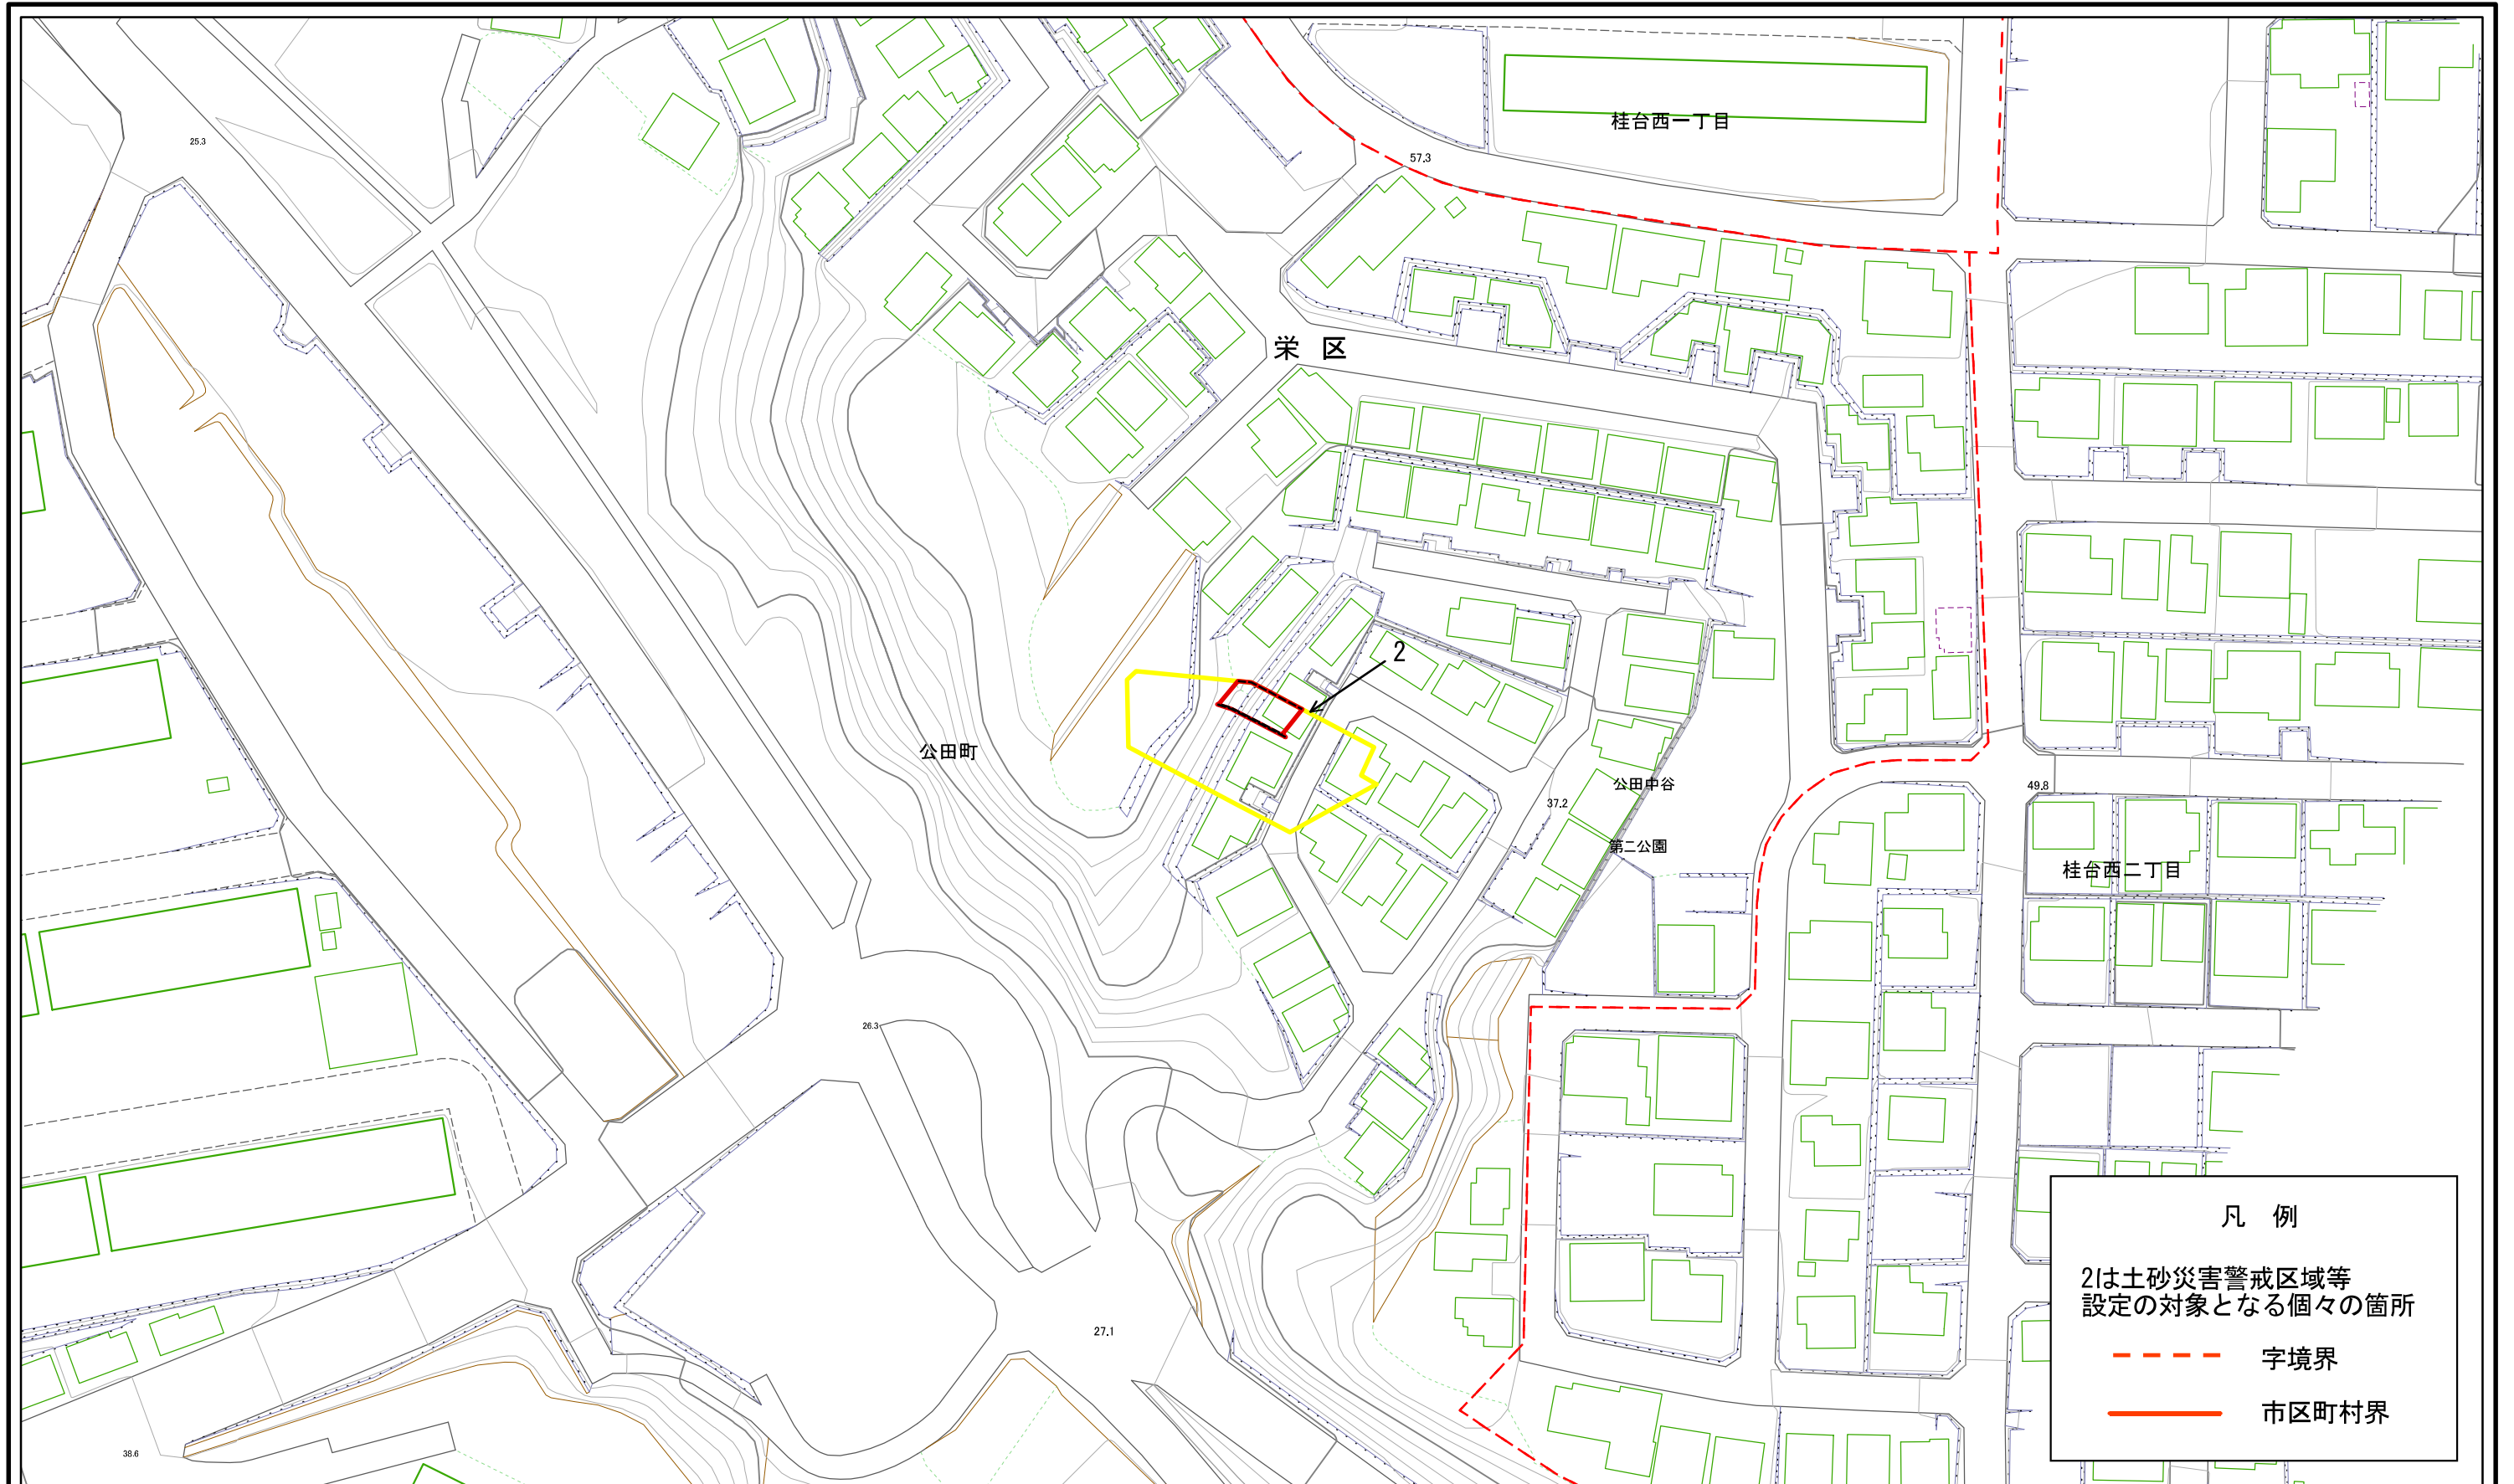 25.3
桂台西一丁目
57.3
栄 区
2
公田町
公田中谷
37.2
49.8
第二公園
桂台西二丁目
26.3
27.1
38.6
凡 例
2は土砂災害警戒区域等
設定の対象となる個々の箇所
字境界
市区町村界